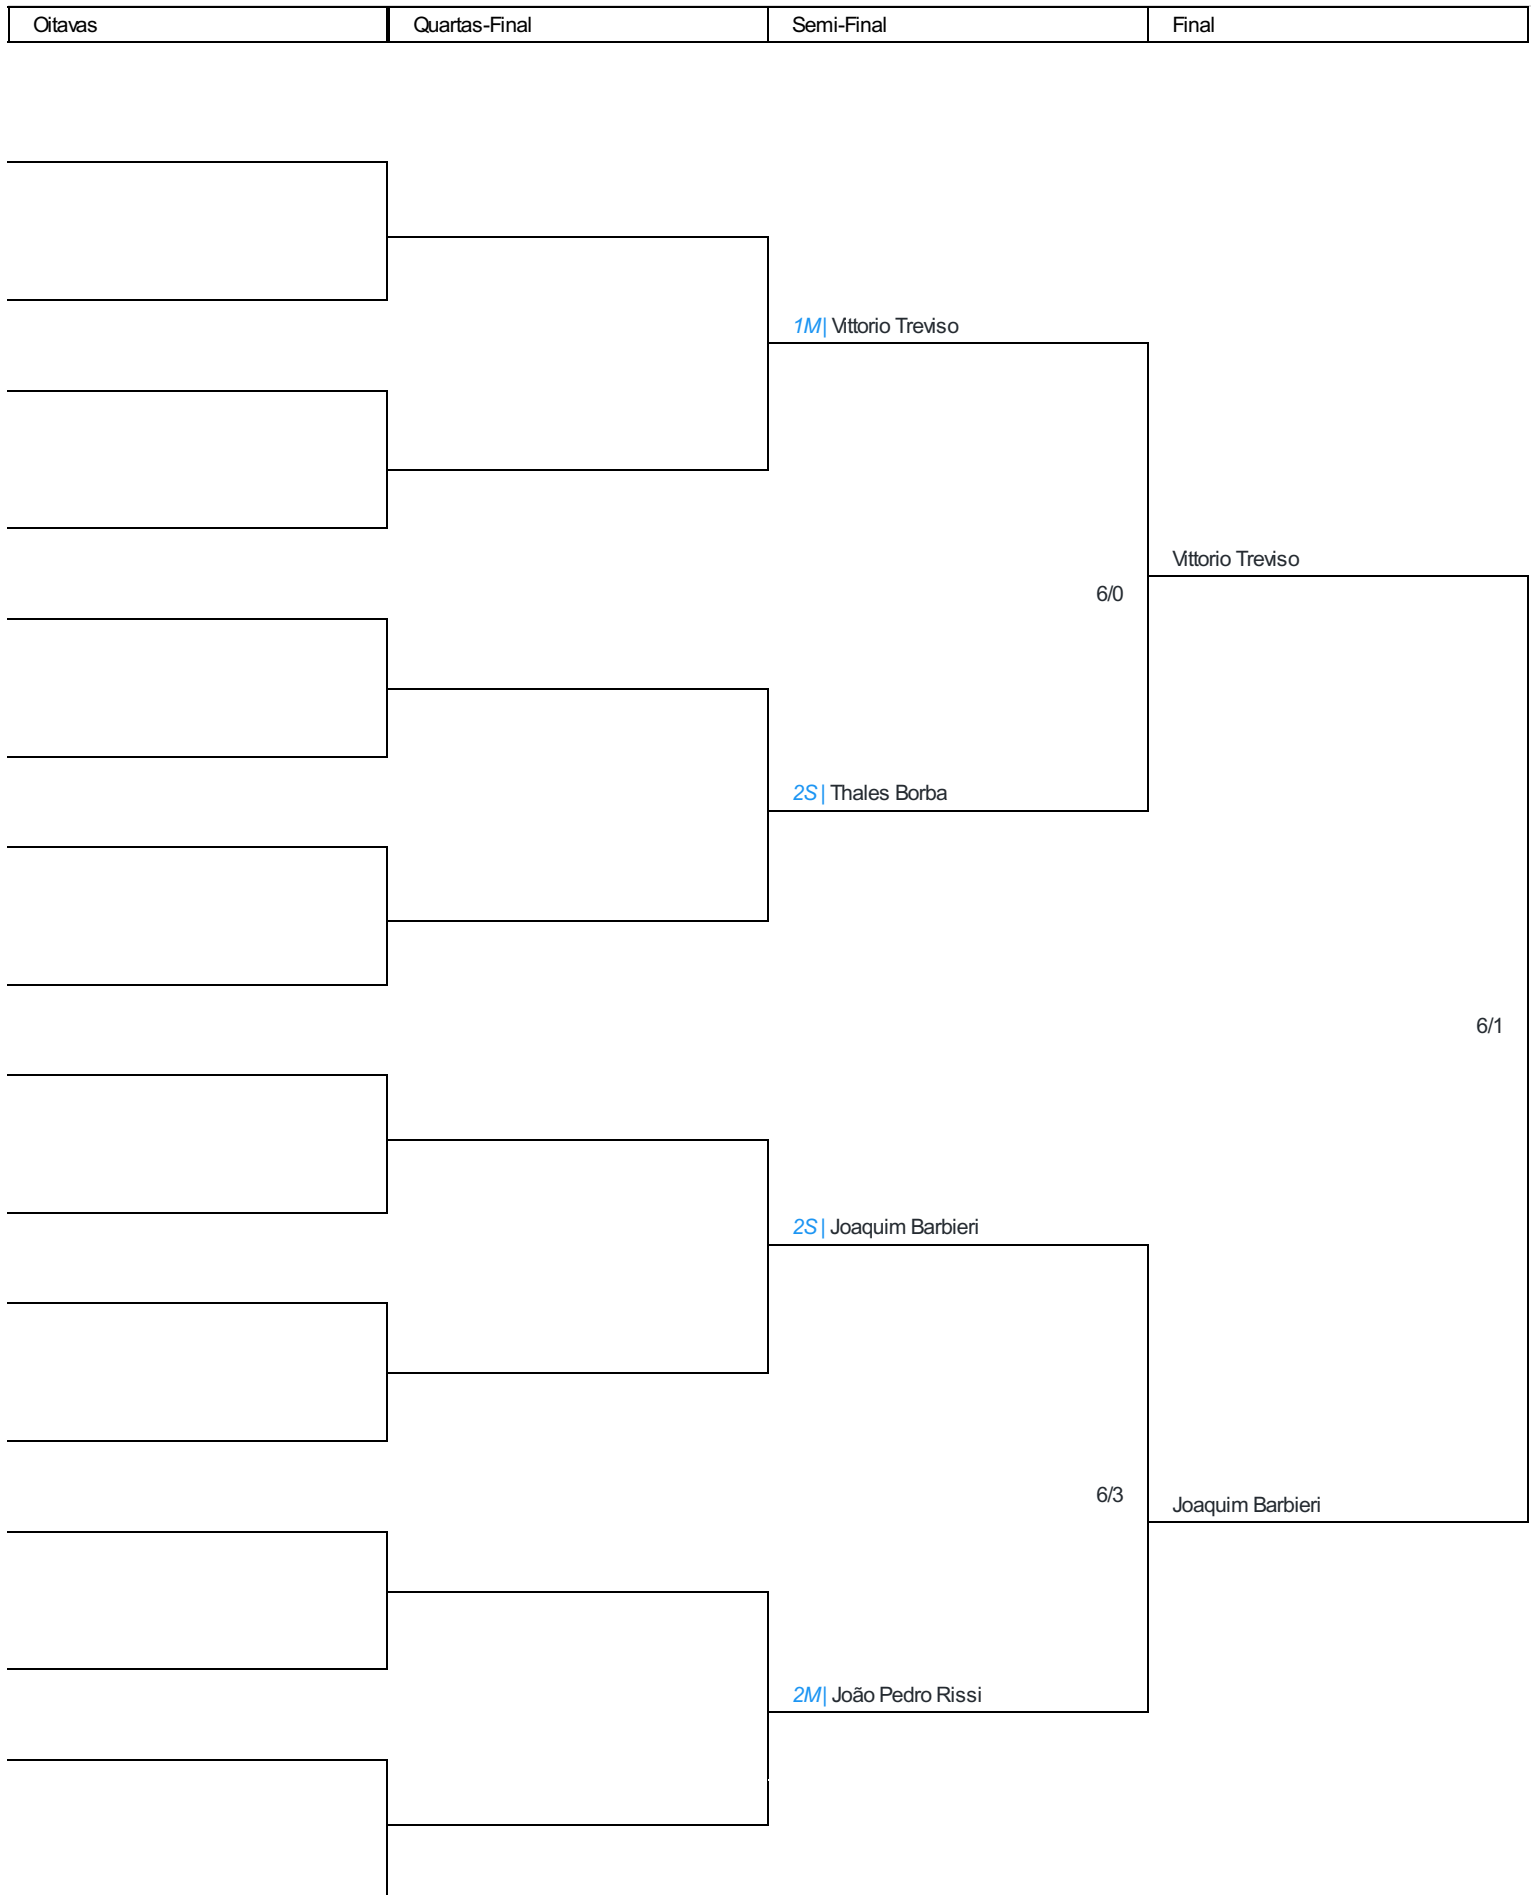 Oitavas Quartas-Final Semi-Final Final
1M| Vittorio Treviso
Vittorio Treviso
6/0
2S| Thales Borba
6/1
2S| Joaquim Barbieri
6/3
Joaquim Barbieri
2M| João Pedro Rissi